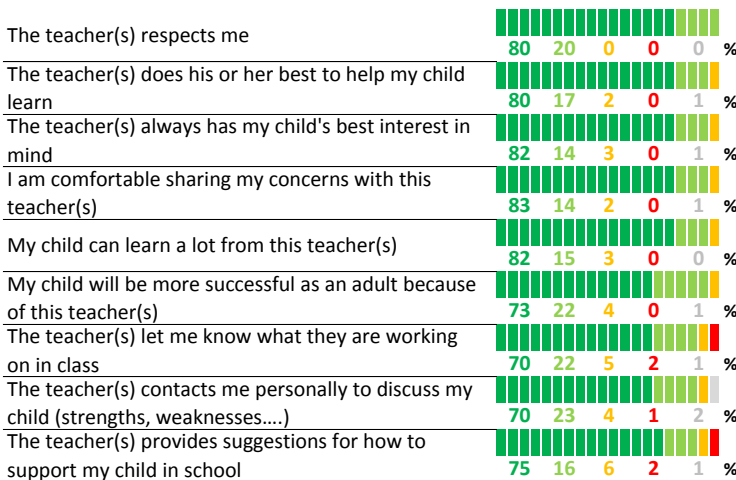 The teacher(s) respects me
80 20 0 0 0 %
The teacher(s) does his or her best to help my child
learn
80 17 2 0 1 %
The teacher(s) always has my child's best interest in
mind
82 14 3 0 1 %
I am comfortable sharing my concerns with this
teacher(s)
83 14 2 0 1 %
My child can learn a lot from this teacher(s)
82 15 3 0 0 %
My child will be more successful as an adult because
of this teacher(s)
73 22 4 0 1 %
The teacher(s) let me know what they are working
on in class
70 22 5 2 1 %
The teacher(s) contacts me personally to discuss my
child (strengths, weaknesses....)
70 23 4 1 2 %
The teacher(s) provides suggestions for how to
support my child in school
75 16 6 2 1 %